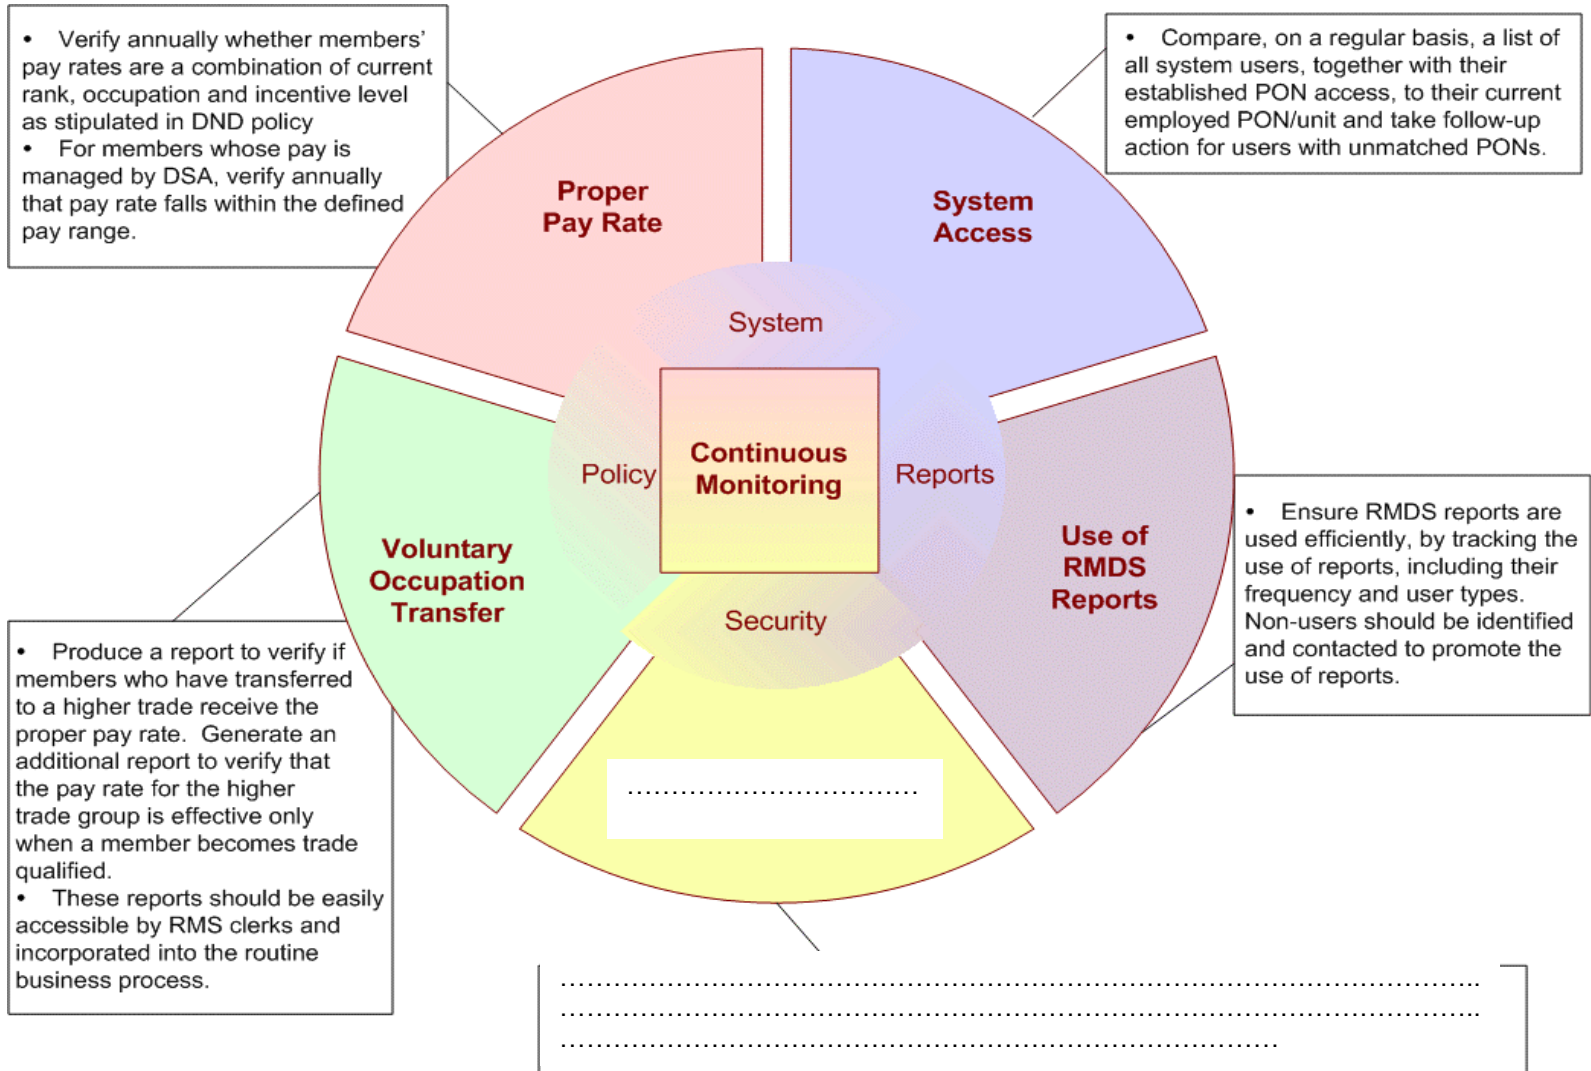 • Verify annually whether members’
pay rates are a combination of current
rank, occupation and incentive level
as stipulated in DND policy
• For members whose pay is
managed by DSA, verify annually
that pay rate falls within the defined
pay range.
• Compare, on a regular basis, a list of
all system users, together with their
established PON access, to their current
employed PON/unit and take follow-up
action for users with unmatched PONs.
Proper
Pay Rate
System
Access
System
Policy
Continuous
Monitoring
Reports
Security
Voluntary
Occupation
Transfer
Use of
RMDS
Reports
• Ensure RMDS reports are
used efficiently, by tracking the
use of reports, including their
frequency and user types.
Non-users should be identified
and contacted to promote the
use of reports.
• Produce a report to verify if
members who have transferred
to a higher trade receive the
proper pay rate. Generate an
additional report to verify that
the pay rate for the higher
trade group is effective only
when a member becomes trade
qualified.
• These reports should be easily
accessible by RMS clerks and
incorporated into the routine
business process.